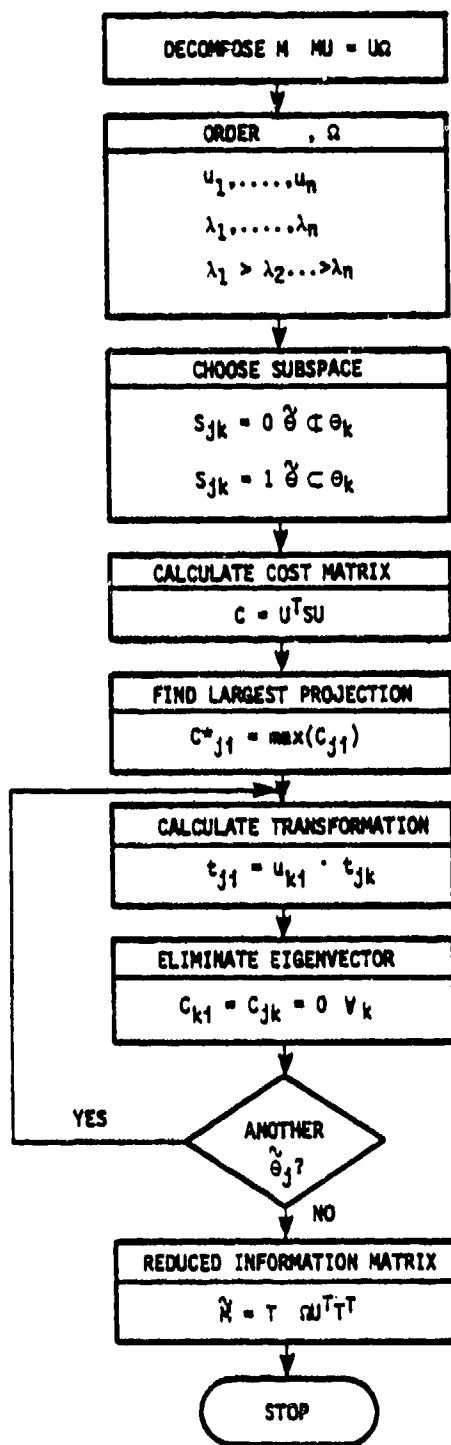 DECOMPOSE M MU = UΩ
ORDER , Ω
u₁,.....,uₙ
λ₁,.....,λₙ
λ₁ > λ₂...>λₙ
CHOOSE SUBSPACE
Sⱼₖ = 0 θ̃ ⊄ θₖ
Sⱼₖ = 1 θ̃ ⊂ θₖ
CALCULATE COST MATRIX
C = UᵀSU
FIND LARGEST PROJECTION
C*ⱼᵢ = max(Cⱼᵢ)
CALCULATE TRANSFORMATION
tⱼᵢ = uₖᵢ · tⱼₖ
ELIMINATE EIGENVECTOR
Cₖᵢ = Cⱼₖ = 0 ∀ₖ
YES
ANOTHER
θ̃ⱼ?
NO
REDUCED INFORMATION MATRIX
M̃ = T ΩUᵀTᵀ
STOP